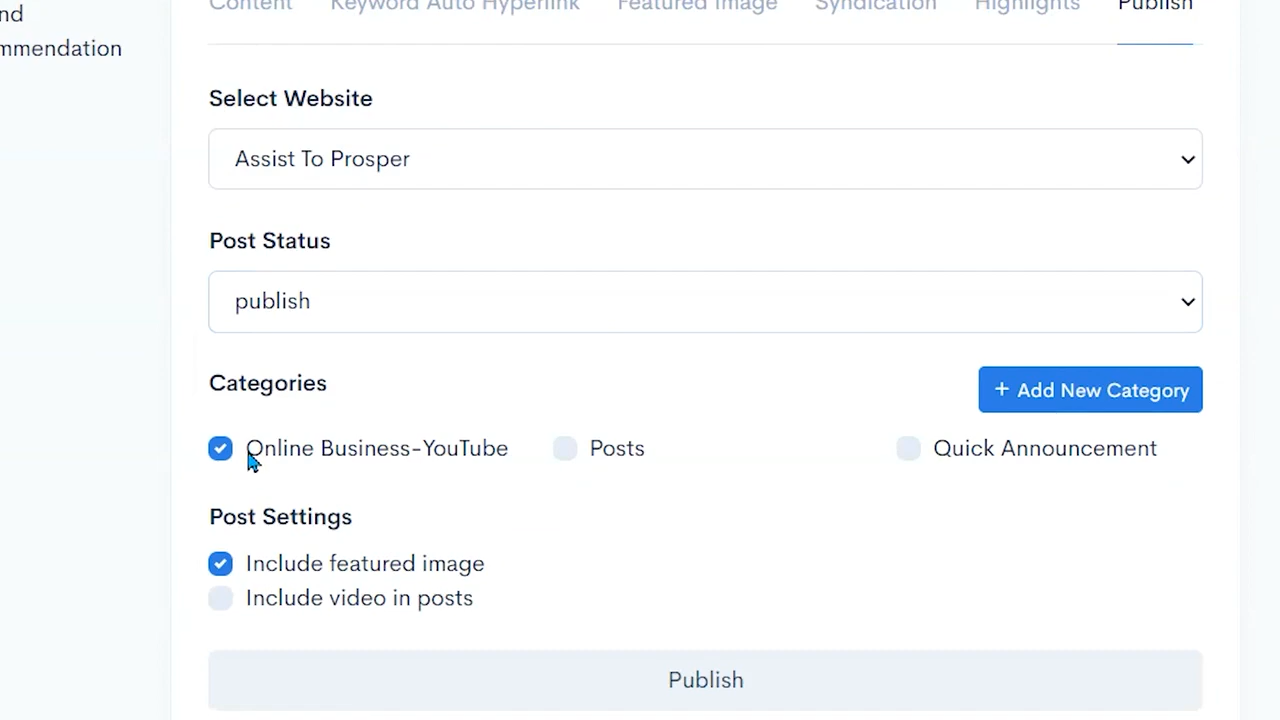 Content Keyword Auto Hyperlink Featured Image Syndication Highlights Publish
nd
mmendation
Select Website
Assist To Prosper
Post Status
publish
Categories
+ Add New Category
Online Business-YouTube Posts Quick Announcement
Post Settings
Include featured image
Include video in posts
Publish